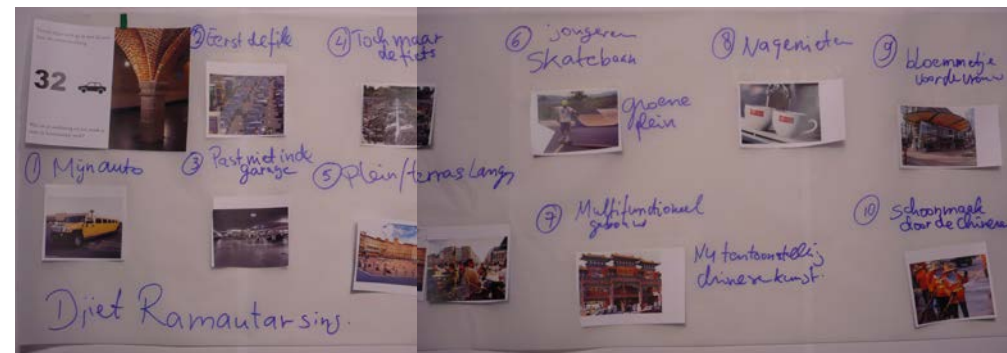 32
① Mijn auto
② Eerst de file
③ Past niet in de
garage
④ Toch maar
de fiets
⑤ Plein/terras langs
⑥ jongeren
Skatebaan
groene
plein
⑦ Multifunctioneel
gebouw
Nu tentoonstelling
chinese kunst.
⑧ Nagenieten
⑨ bloemmetje
voor de vrouw
⑩ schoonmaak
door de Chinezen
Djiet Ramautarsing.